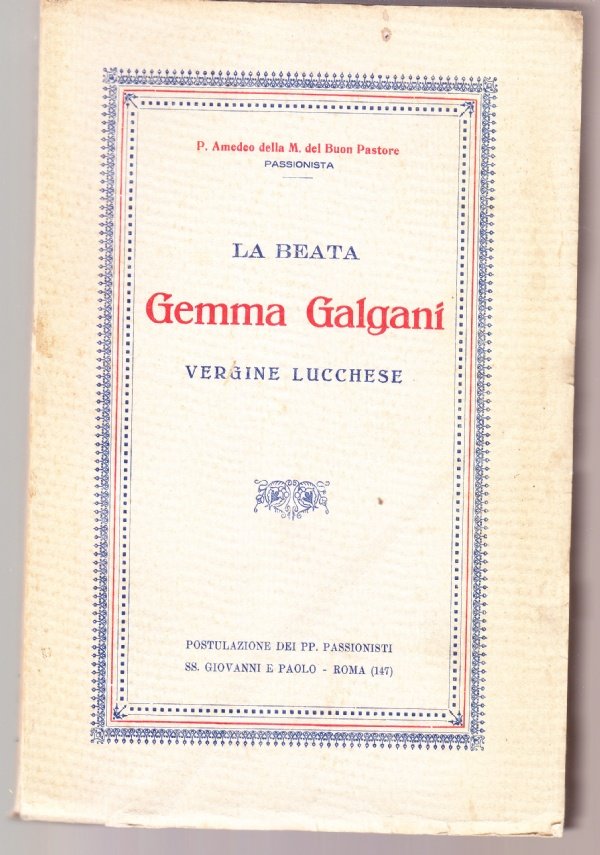 P. Amedeo della M. del Buon Pastore
PASSIONISTA
LA BEATA
Gemma Galgani
VERGINE LUCCHESE
POSTULAZIONE DEI PP. PASSIONISTI
SS. GIOVANNI E PAOLO - ROMA (147)